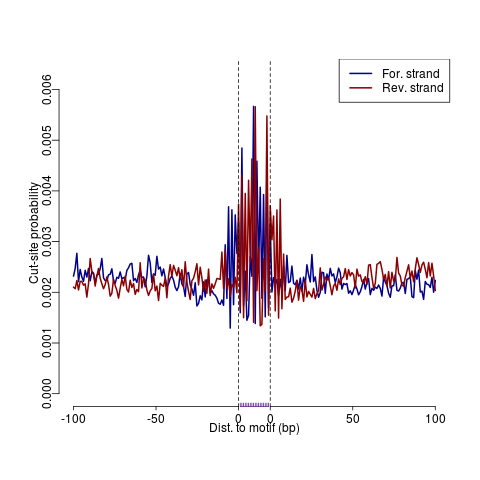 For. strand
Rev. strand
Cut-site probability
0.006
0.005
0.004
0.003
0.002
0.001
0.000
-100 -50 0 0 50 100
Dist. to motif (bp)